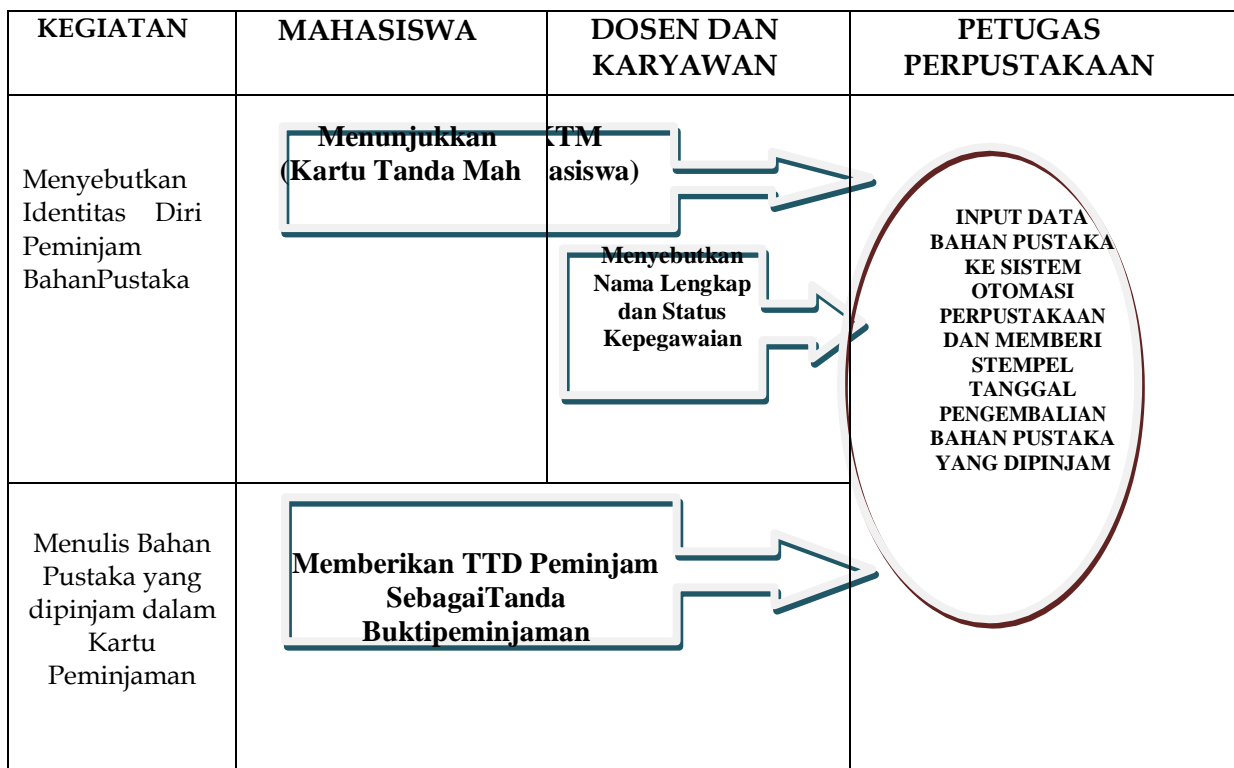 KEGIATAN
MAHASISWA
DOSEN DAN
KARYAWAN
PETUGAS
PERPUSTAKAAN
Menyebutkan
Identitas Diri
Peminjam
BahanPustaka
Menunjukkan KTM
(Kartu Tanda Mahasiswa)
Menyebutkan
Nama Lengkap
dan Status
Kepegawaian
INPUT DATA
BAHAN PUSTAKA
KE SISTEM
OTOMASI
PERPUSTAKAAN
DAN MEMBERI
STEMPEL
TANGGAL
PENGEMBALIAN
BAHAN PUSTAKA
YANG DIPINJAM
Menulis Bahan
Pustaka yang
dipinjam dalam
Kartu
Peminjaman
Memberikan TTD Peminjam
SebagaiTanda
Buktipeminjaman